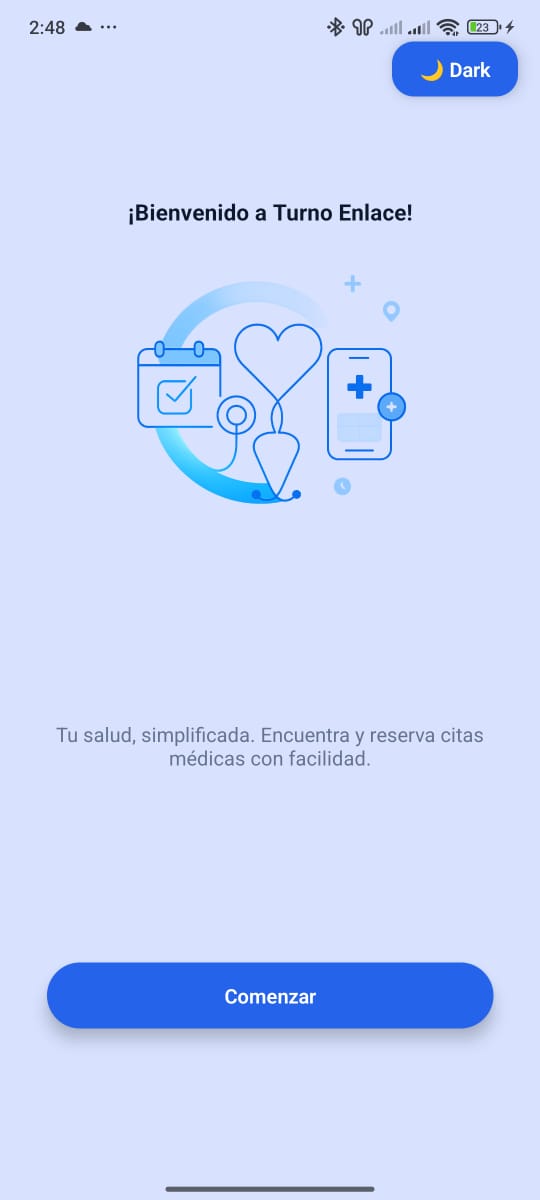 2:48
23
🌙 Dark
¡Bienvenido a Turno Enlace!
Tu salud, simplificada. Encuentra y reserva citas
médicas con facilidad.
Comenzar